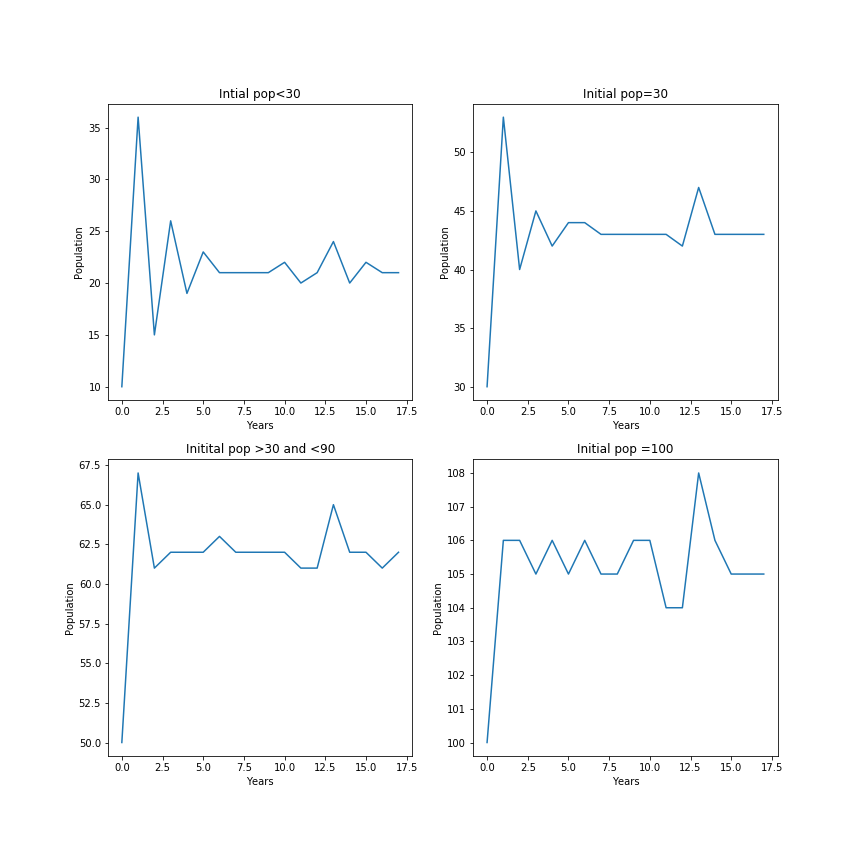 Intial pop<30
35
30
25
20
15
10
Population
0.0 2.5 5.0 7.5 10.0 12.5 15.0 17.5
Years
Initial pop=30
50
45
40
35
30
Population
0.0 2.5 5.0 7.5 10.0 12.5 15.0 17.5
Years
Initital pop >30 and <90
67.5
65.0
62.5
60.0
57.5
55.0
52.5
50.0
Population
0.0 2.5 5.0 7.5 10.0 12.5 15.0 17.5
Years
Initial pop =100
108
107
106
105
104
103
102
101
100
Population
0.0 2.5 5.0 7.5 10.0 12.5 15.0 17.5
Years